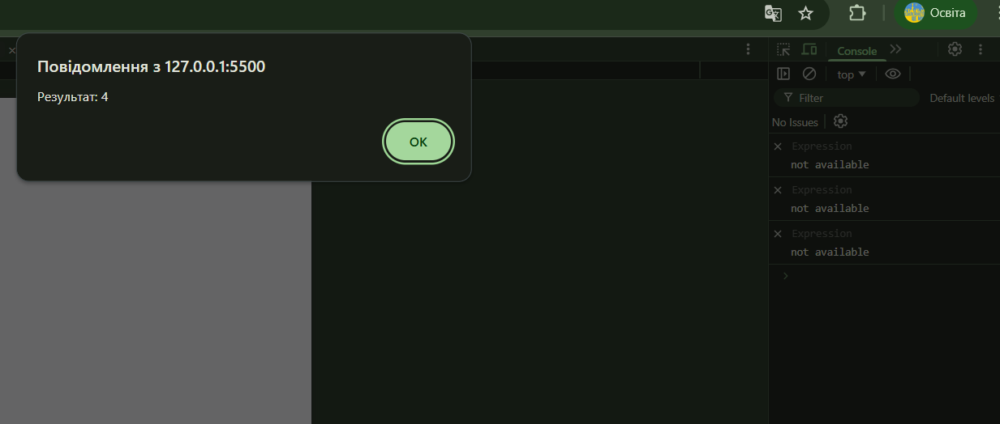 Освіта
Повідомлення з 127.0.0.1:5500
Результат: 4
OK
Console
top
Filter
Default levels
No Issues
Expression
not available
Expression
not available
Expression
not available